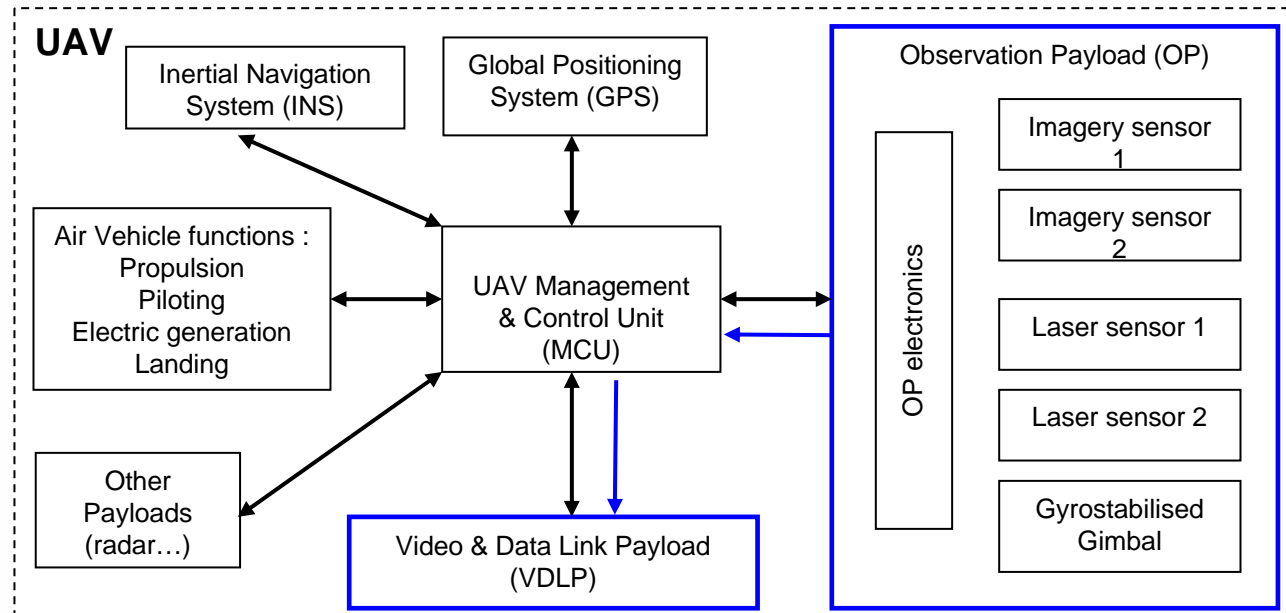 UAV
Inertial Navigation
System (INS)
Global Positioning
System (GPS)
Observation Payload (OP)
Imagery sensor
1
Imagery sensor
2
Laser sensor 1
Laser sensor 2
Gyrostabilised
Gimbal
OP electronics
Air Vehicle functions :
Propulsion
Piloting
Electric generation
Landing
UAV Management
& Control Unit
(MCU)
Other
Payloads
(radar…)
Video & Data Link Payload
(VDLP)